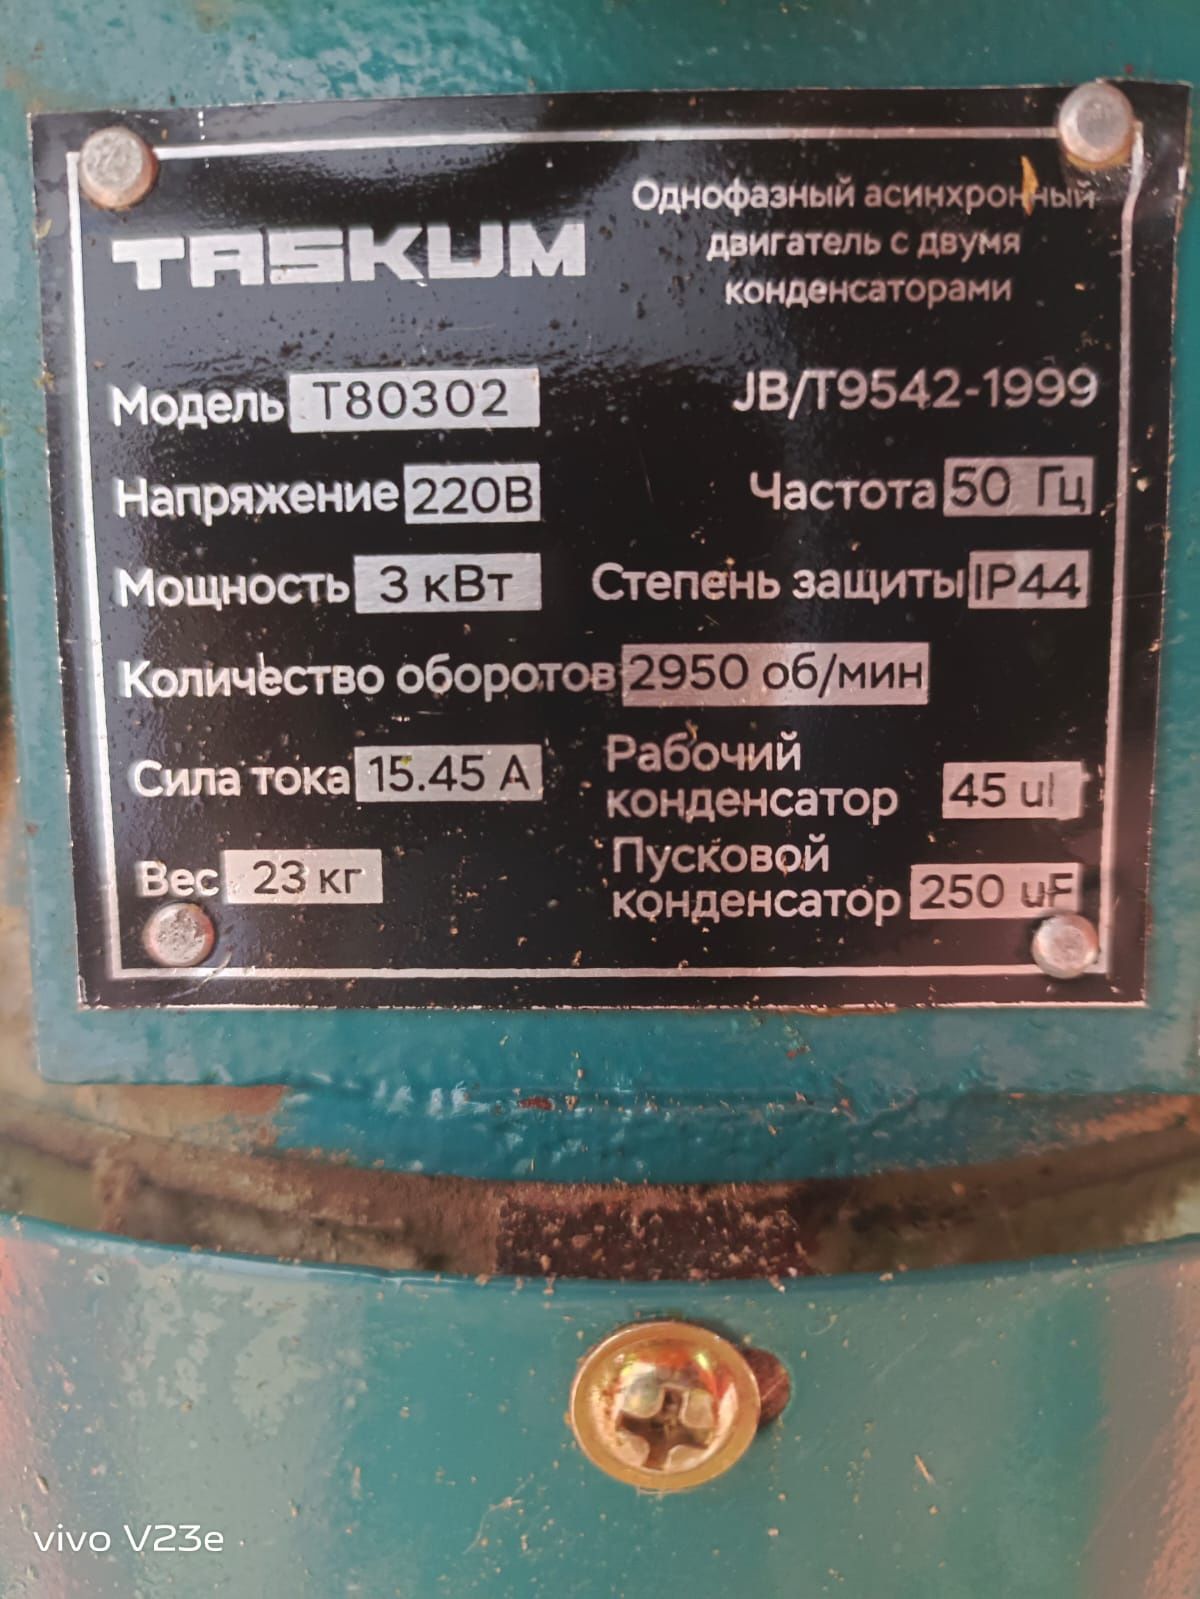 TASKUM
Однофазный асинхронный
двигатель с двумя
конденсаторами
Модель T80302
JB/T9542-1999
Напряжение 220В
Частота 50 Гц
Мощность 3 кВт
Степень защиты IP44
Количество оборотов 2950 об/мин
Сила тока 15.45 А
Рабочий
конденсатор 45 ul
Вес 23 кг
Пусковой
конденсатор 250 uF
vivo V23e